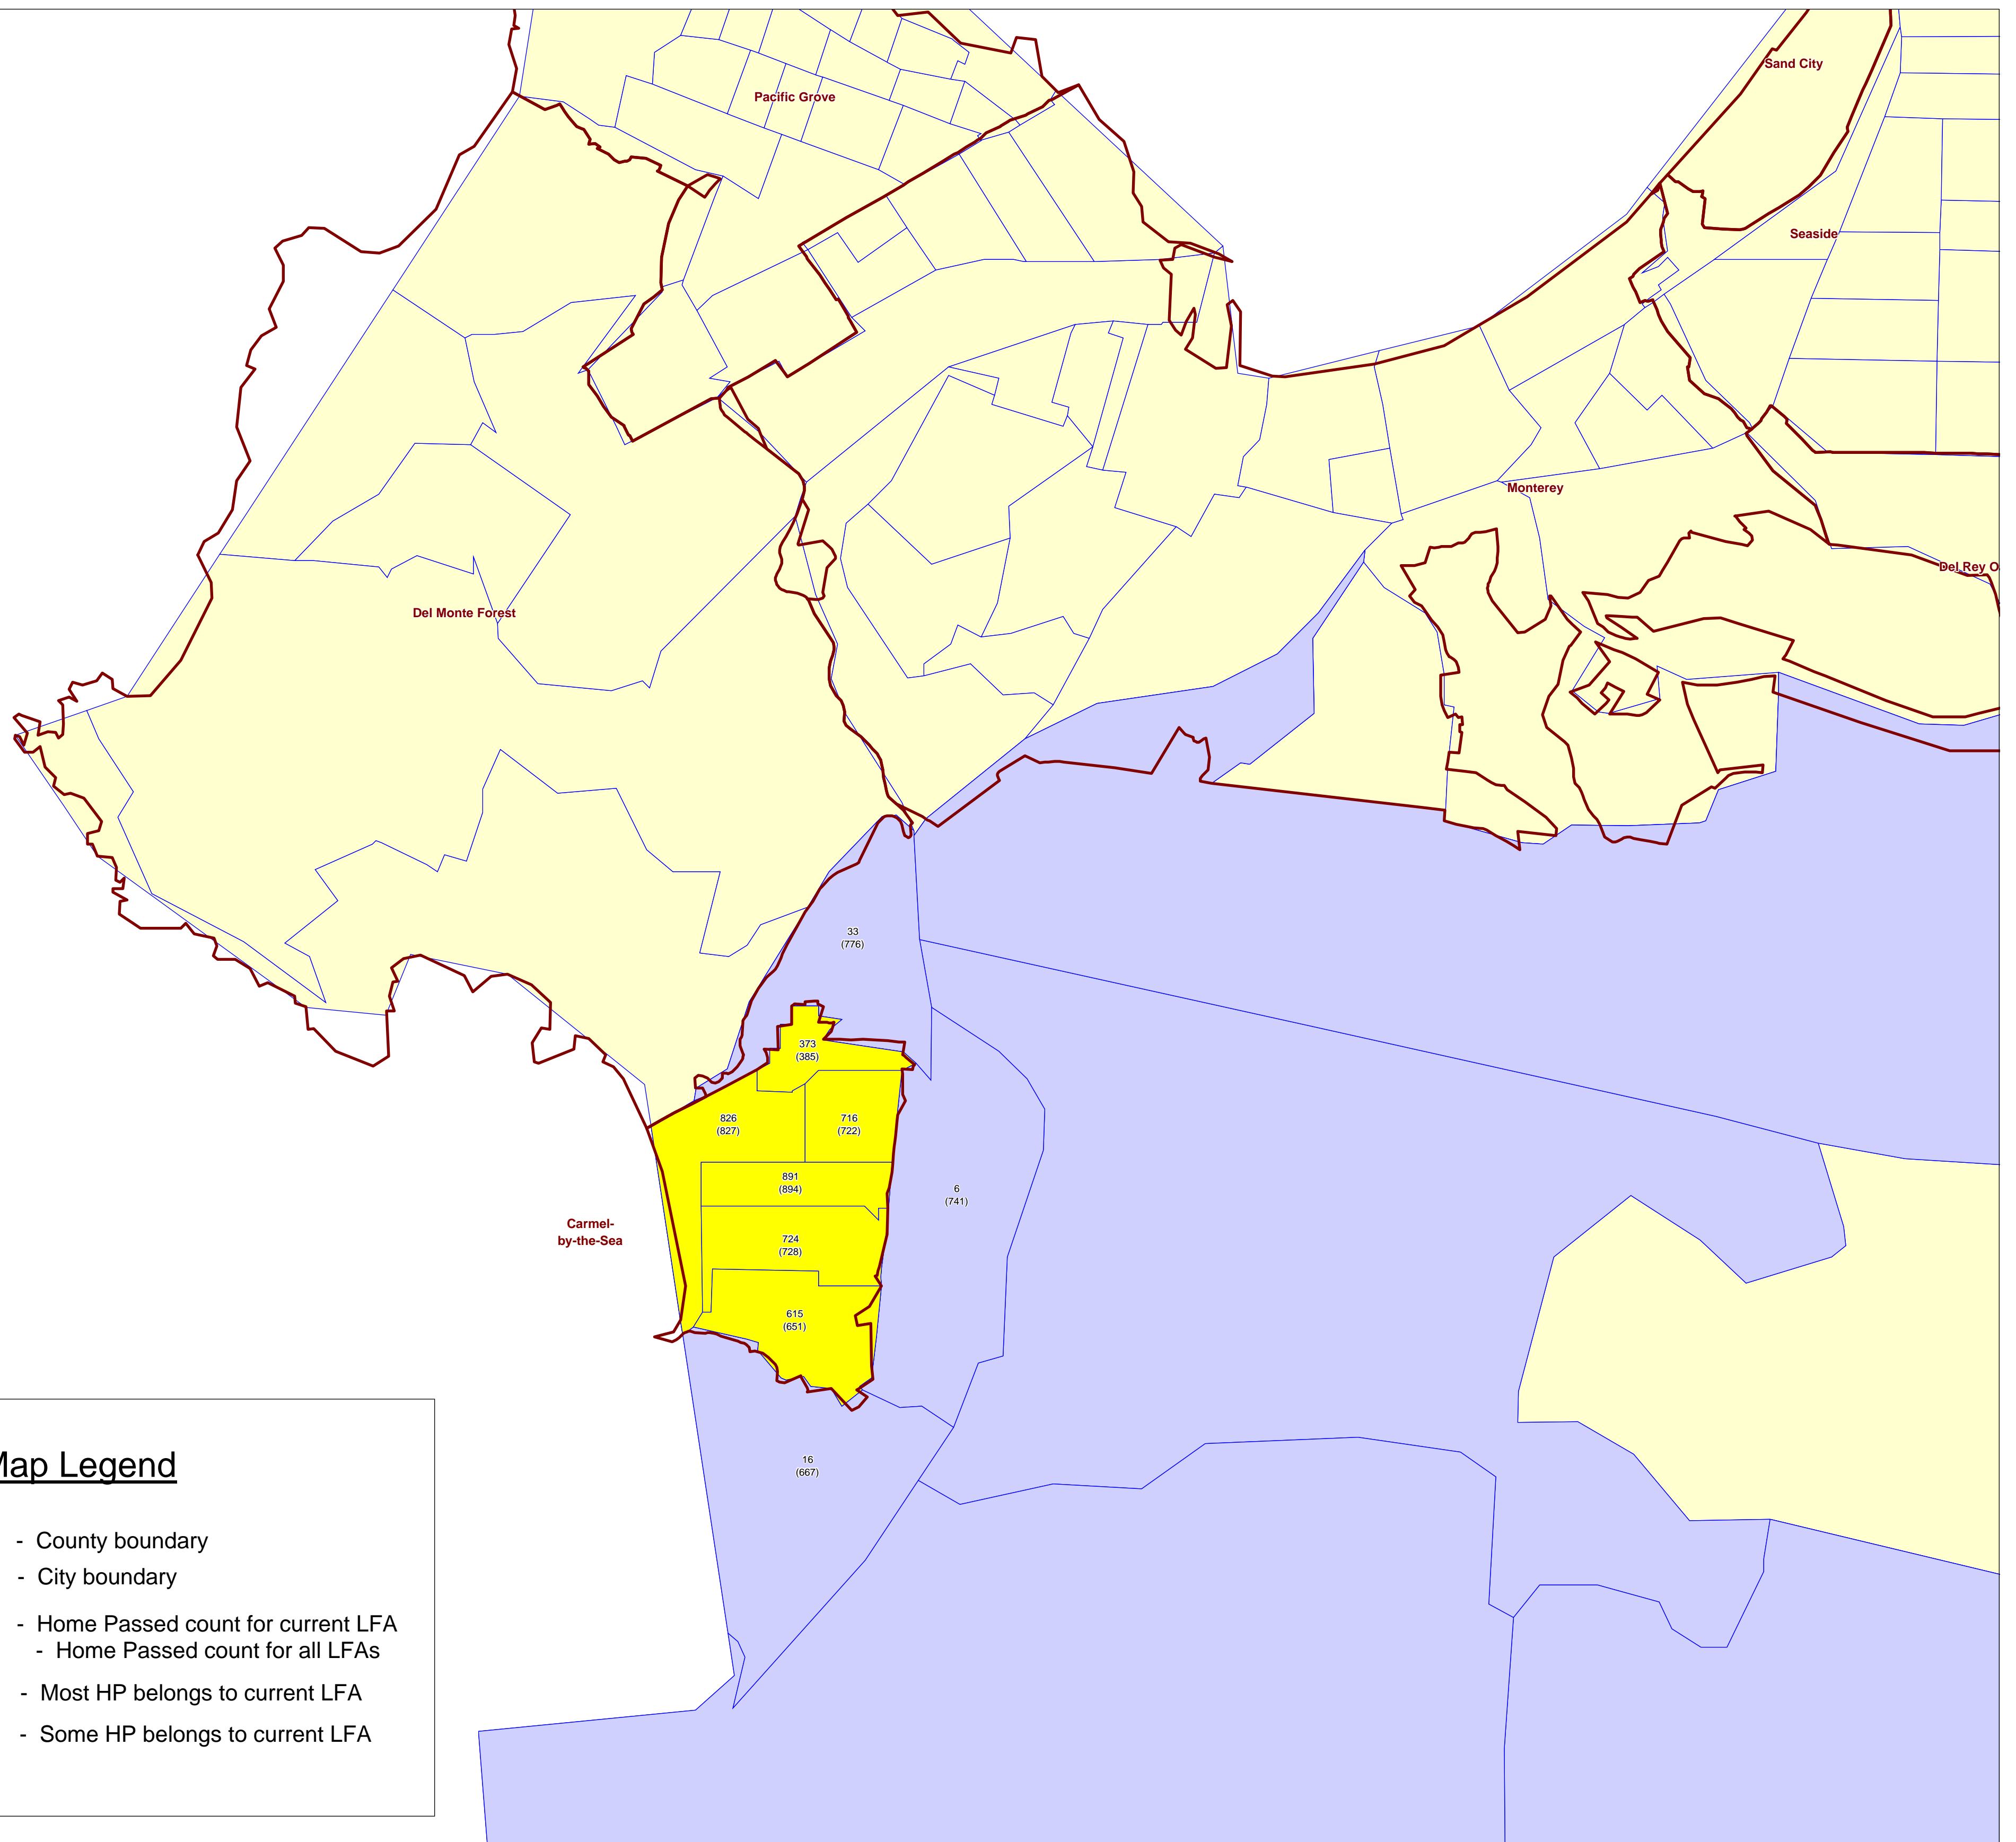 Sand City
Pacific Grove
Seaside
Monterey
Del Rey O
Del Monte Forest
33
(776)
373
(385)
826
(827)
716
(722)
891
(894)
6
(741)
Carmel-
by-the-Sea
724
(728)
615
(651)
16
(667)
Map Legend
- County boundary
- City boundary
- Home Passed count for current LFA
- Home Passed count for all LFAs
- Most HP belongs to current LFA
- Some HP belongs to current LFA